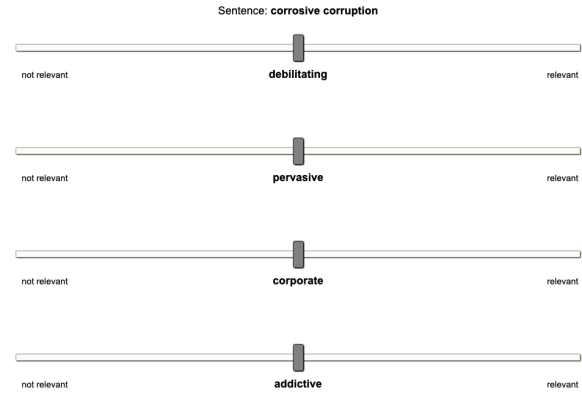 Sentence: corrosive corruption
not relevant debilitating relevant
not relevant pervasive relevant
not relevant corporate relevant
not relevant addictive relevant